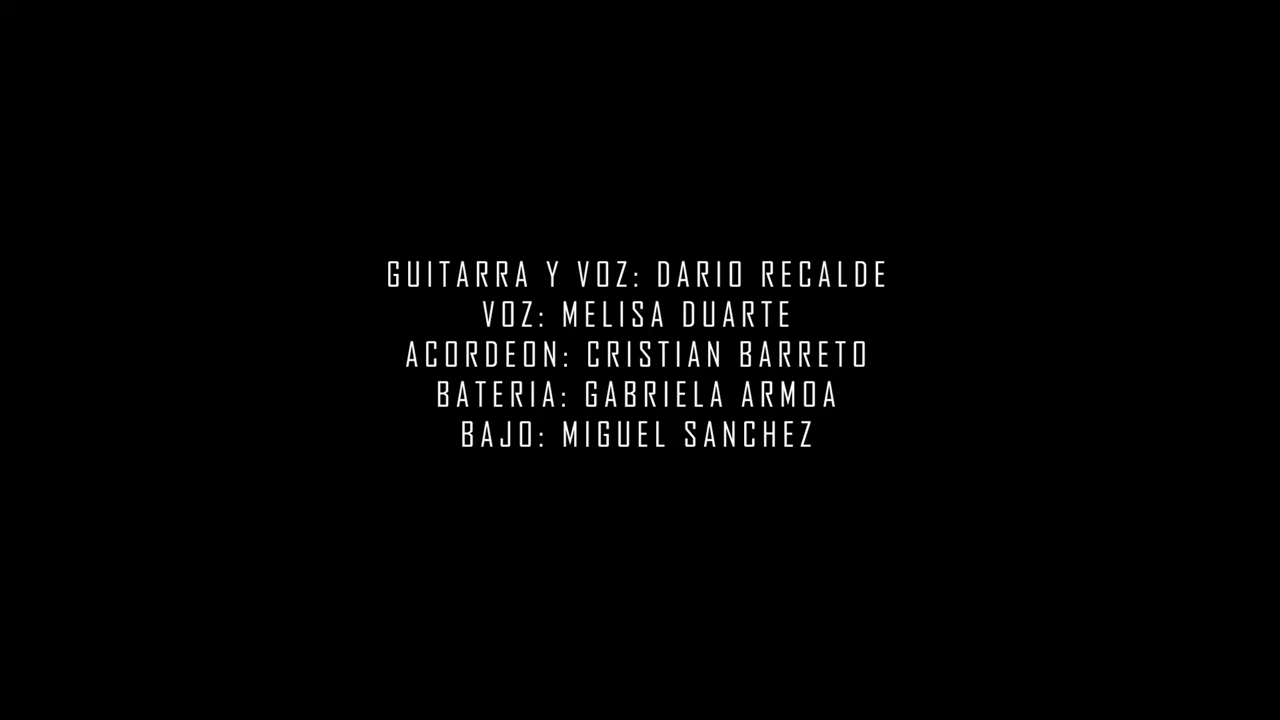 GUITARRA Y VOZ: DARIO RECALDE
VOZ: MELISA DUARTE
ACORDEON: CRISTIAN BARRETO
BATERIA: GABRIELA ARMOA
BAJO: MIGUEL SANCHEZ